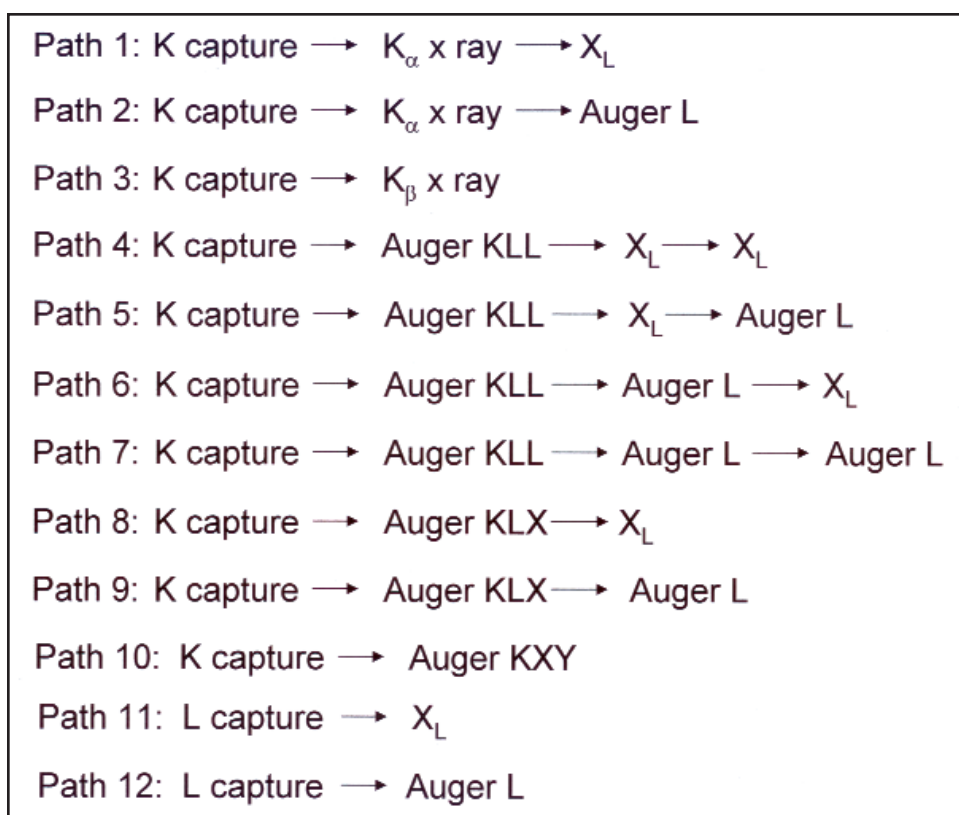 Path 1: K capture → Kα x ray → XL
Path 2: K capture → Kα x ray → Auger L
Path 3: K capture → Kβ x ray
Path 4: K capture → Auger KLL → XL → XL
Path 5: K capture → Auger KLL → XL → Auger L
Path 6: K capture → Auger KLL → Auger L → XL
Path 7: K capture → Auger KLL → Auger L → Auger L
Path 8: K capture → Auger KLX → XL
Path 9: K capture → Auger KLX → Auger L
Path 10: K capture → Auger KXY
Path 11: L capture → XL
Path 12: L capture → Auger L